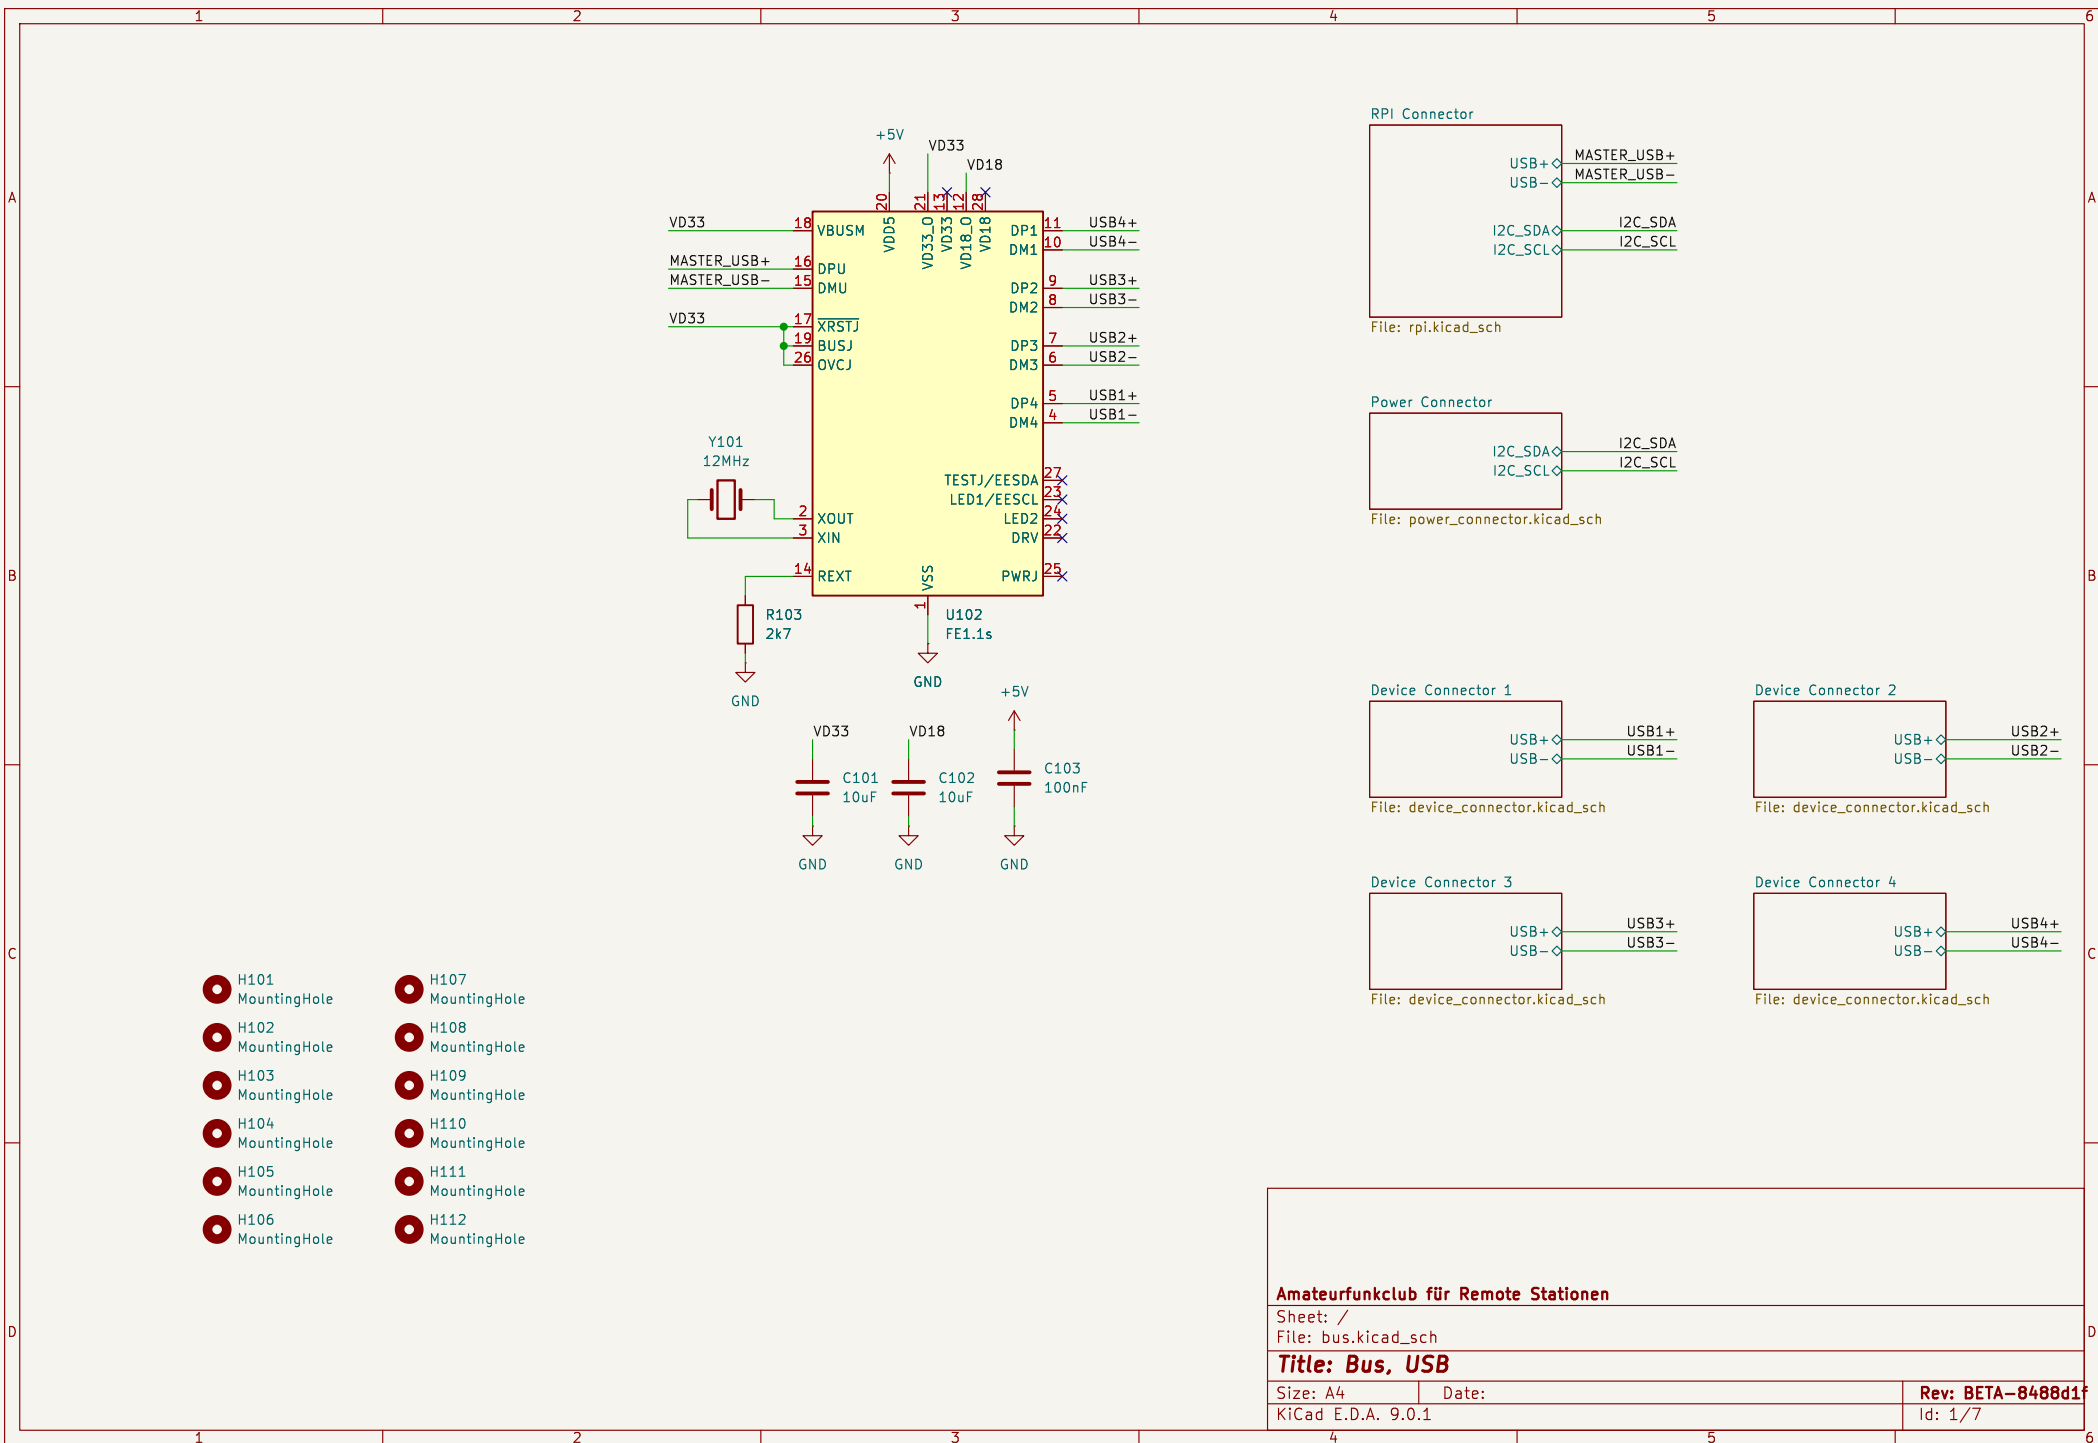 1 2 3 4 5 6
A
B
C
D
+5V
VD33
VD18
20
21
13
12
28
VDD5
VD33_O
VD33
VD18_O
VD18
VD33
18 VBUSM
MASTER_USB+
16 DPU
MASTER_USB-
15 DMU
VD33
17 XRSTJ
19 BUSJ
26 OVCJ
Y101
12MHz
2 XOUT
3 XIN
14 REXT
R103
2k7
GND
DP1 11 USB4+
DM1 10 USB4-
DP2 9 USB3+
DM2 8 USB3-
DP3 7 USB2+
DM3 6 USB2-
DP4 5 USB1+
DM4 4 USB1-
TESTJ/EESDA 27
LED1/EESCL 23
LED2 24
DRV 22
PWRJ 25
VSS
1
U102
FE1.1s
GND
VD33
C101
10uF
GND
VD18
C102
10uF
GND
+5V
C103
100nF
GND
RPI Connector
USB+ MASTER_USB+
USB- MASTER_USB-
I2C_SDA I2C_SDA
I2C_SCL I2C_SCL
File: rpi.kicad_sch
Power Connector
I2C_SDA I2C_SDA
I2C_SCL I2C_SCL
File: power_connector.kicad_sch
Device Connector 1
USB+ USB1+
USB- USB1-
File: device_connector.kicad_sch
Device Connector 2
USB+ USB2+
USB- USB2-
File: device_connector.kicad_sch
Device Connector 3
USB+ USB3+
USB- USB3-
File: device_connector.kicad_sch
Device Connector 4
USB+ USB4+
USB- USB4-
File: device_connector.kicad_sch
H101
MountingHole
H102
MountingHole
H103
MountingHole
H104
MountingHole
H105
MountingHole
H106
MountingHole
H107
MountingHole
H108
MountingHole
H109
MountingHole
H110
MountingHole
H111
MountingHole
H112
MountingHole
Amateurfunkclub für Remote Stationen
Sheet: /
File: bus.kicad_sch
Title: Bus, USB
Size: A4 Date: Rev: BETA-8488d1f
KiCad E.D.A. 9.0.1 Id: 1/7
A
B
C
D
1 2 3 4 5 6